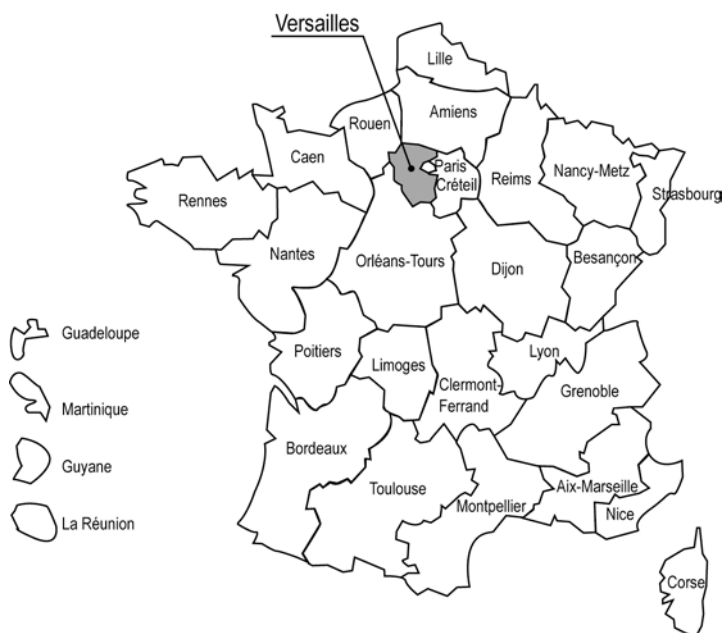 Versailles
Lille
Amiens
Rouen
Caen
Paris
Créteil
Reims
Nancy-Metz
Strasbourg
Rennes
Nantes
Orléans-Tours
Dijon
Besançon
Guadeloupe
Poitiers
Limoges
Lyon
Clermont-
Ferrand
Grenoble
Martinique
Bordeaux
Guyane
Toulouse
Montpellier
Aix-Marseille
Nice
La Réunion
Corse